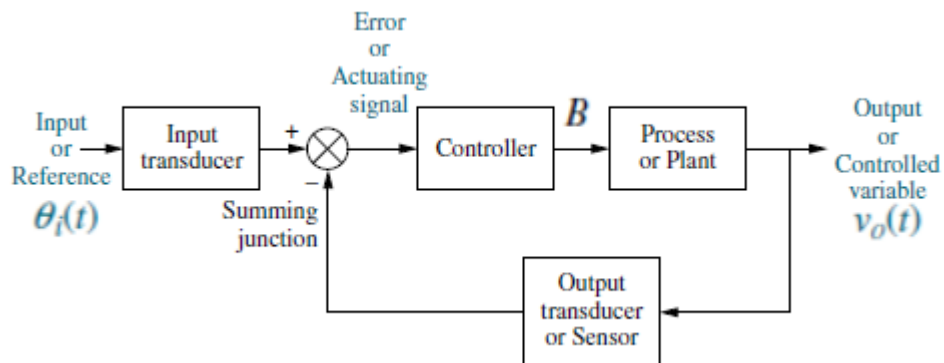 Error
or
Actuating
signal
Input
or
Reference
θᵢ(t)
Input
transducer
+
−
Summing
junction
Controller
B
Process
or Plant
Output
or
Controlled
variable
vₒ(t)
Output
transducer
or Sensor